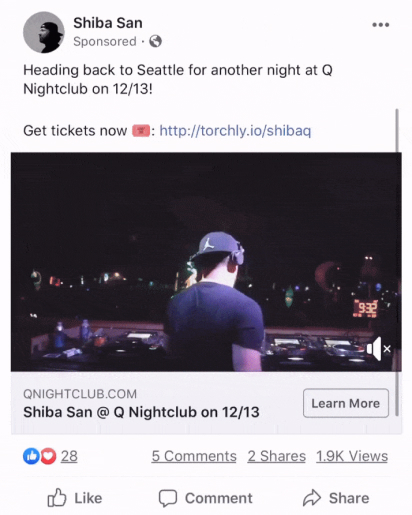 Shiba San
Sponsored ·
Heading back to Seattle for another night at Q
Nightclub on 12/13!
Get tickets now 🎟️: http://torchly.io/shibaq
9:32
QNIGHTCLUB.COM
Shiba San @ Q Nightclub on 12/13
Learn More
28
5 Comments 2 Shares 1.9K Views
Like Comment Share